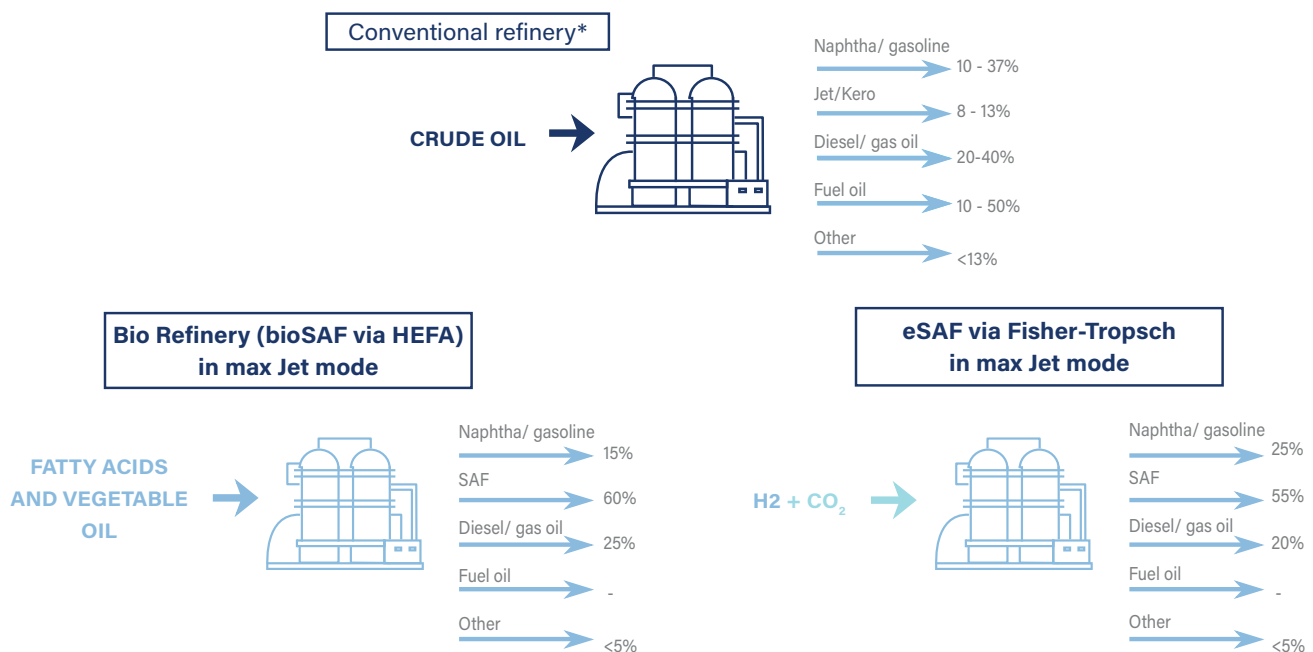 Conventional refinery*
CRUDE OIL
Naphtha/ gasoline
10 - 37%
Jet/Kero
8 - 13%
Diesel/ gas oil
20-40%
Fuel oil
10 - 50%
Other
<13%
Bio Refinery (bioSAF via HEFA)
in max Jet mode
FATTY ACIDS
AND VEGETABLE
OIL
Naphtha/ gasoline
15%
SAF
60%
Diesel/ gas oil
25%
Fuel oil
-
Other
<5%
eSAF via Fisher-Tropsch
in max Jet mode
H2 + CO₂
Naphtha/ gasoline
25%
SAF
55%
Diesel/ gas oil
20%
Fuel oil
-
Other
<5%